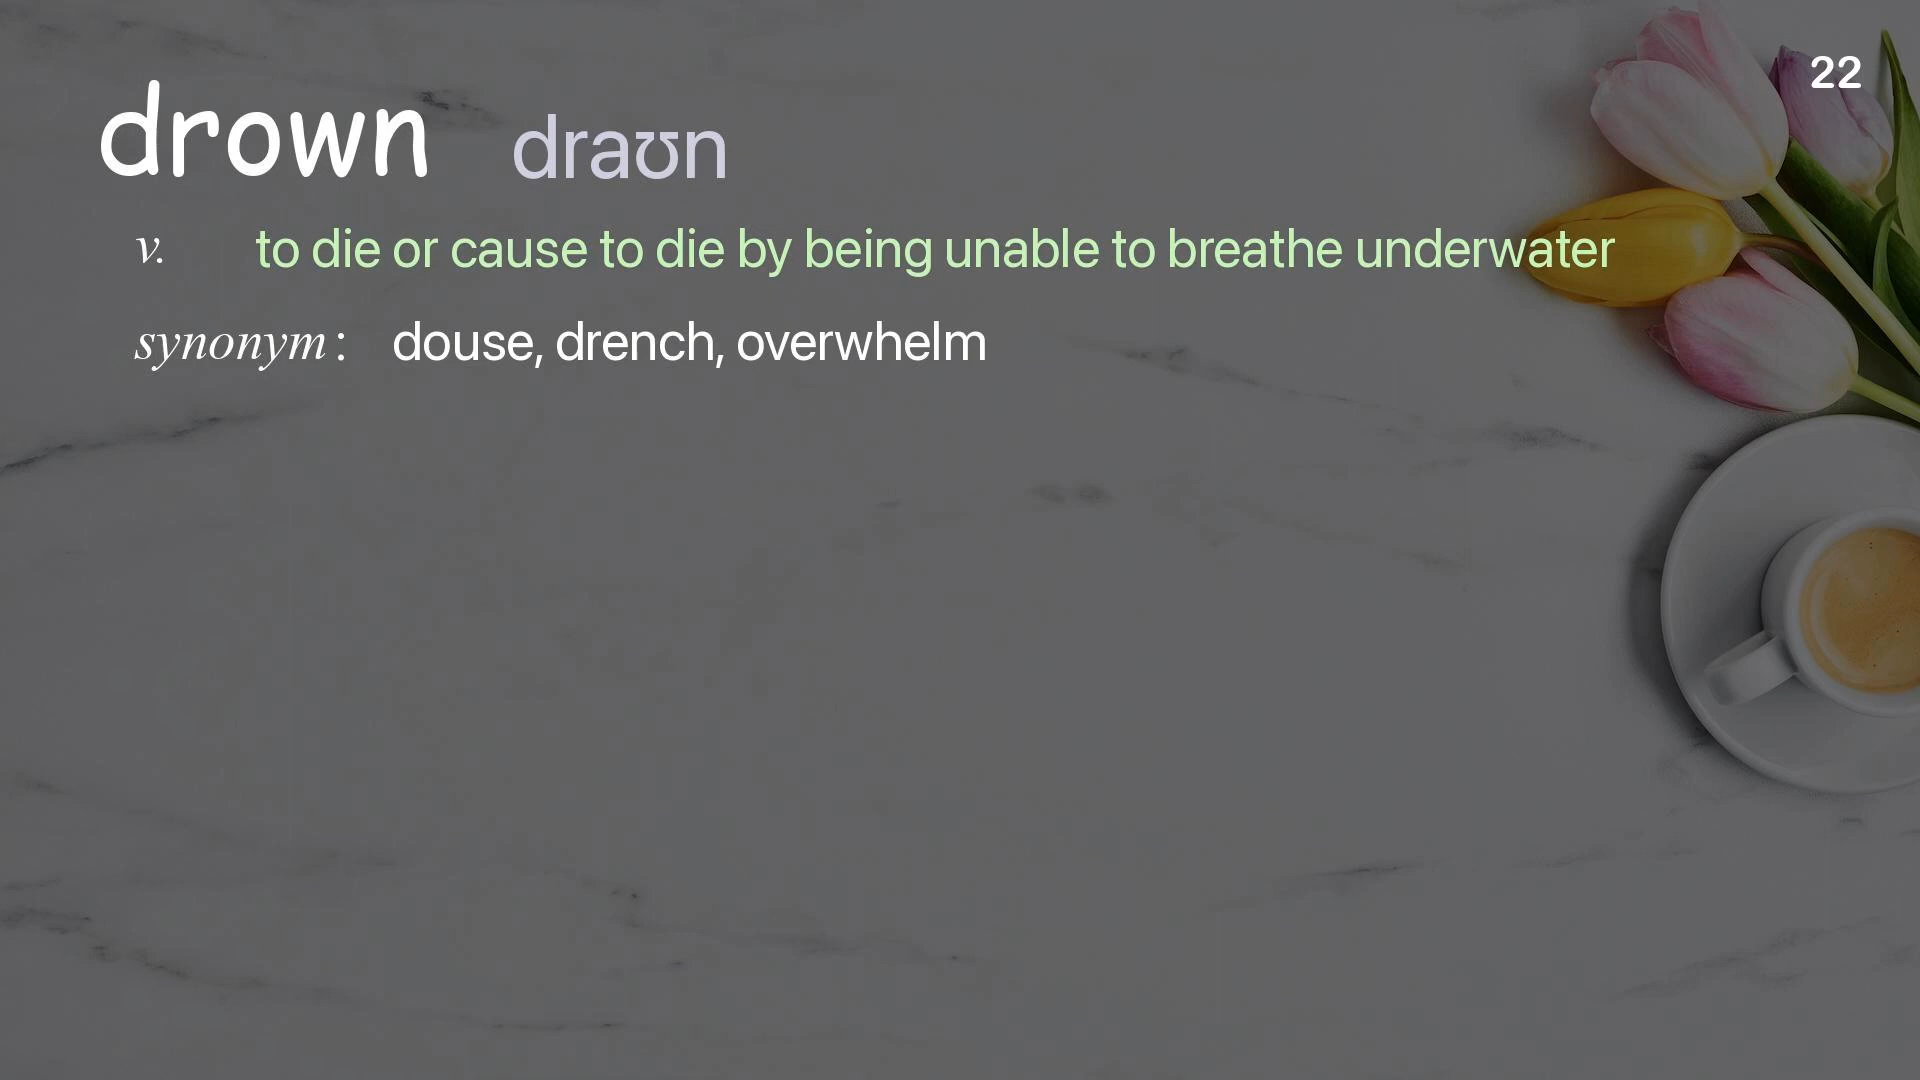 22
drown draʊn
v. to die or cause to die by being unable to breathe underwater
synonym : douse, drench, overwhelm